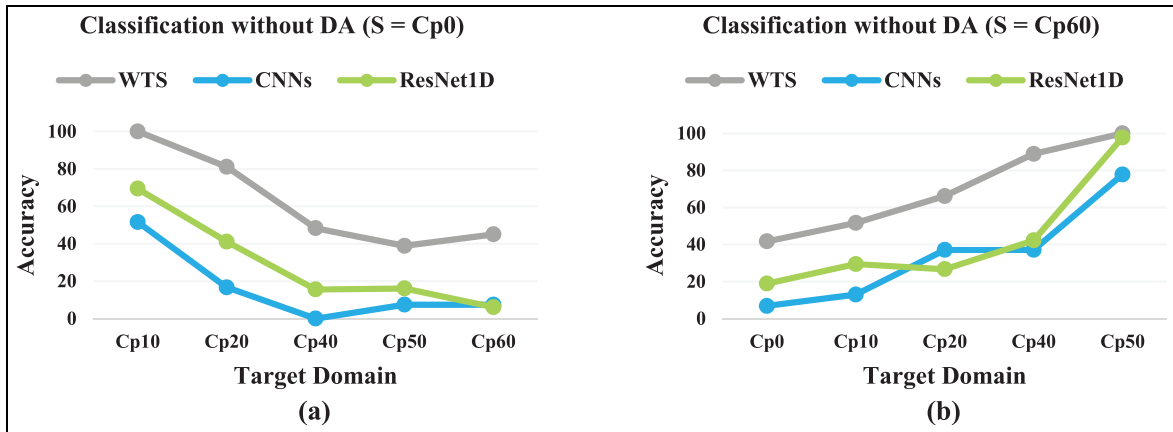 Classification without DA (S = Cp0)
WTS CNNs ResNet1D
100
80
60
40
20
0
Accuracy
Cp10 Cp20 Cp40 Cp50 Cp60
Target Domain
(a)
Classification without DA (S = Cp60)
WTS CNNs ResNet1D
100
80
60
40
20
0
Accuracy
Cp0 Cp10 Cp20 Cp40 Cp50
Target Domain
(b)